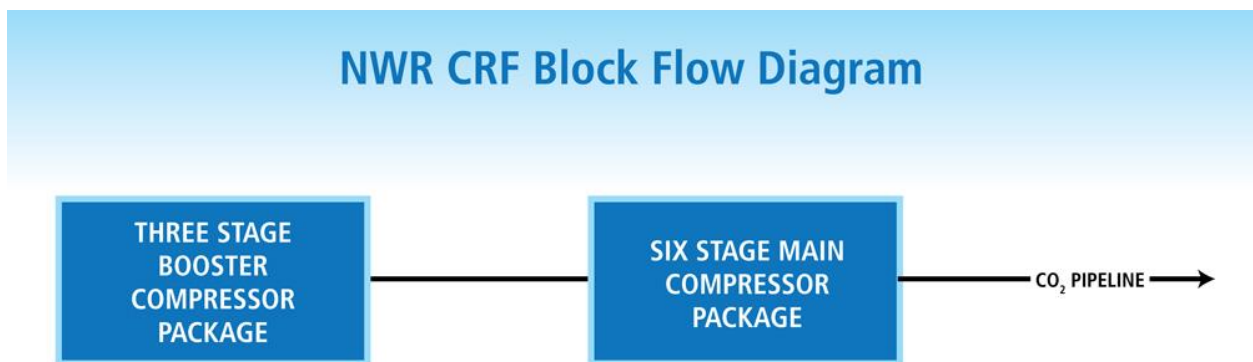 NWR CRF Block Flow Diagram
THREE STAGE
BOOSTER
COMPRESSOR
PACKAGE
SIX STAGE MAIN
COMPRESSOR
PACKAGE
CO₂ PIPELINE